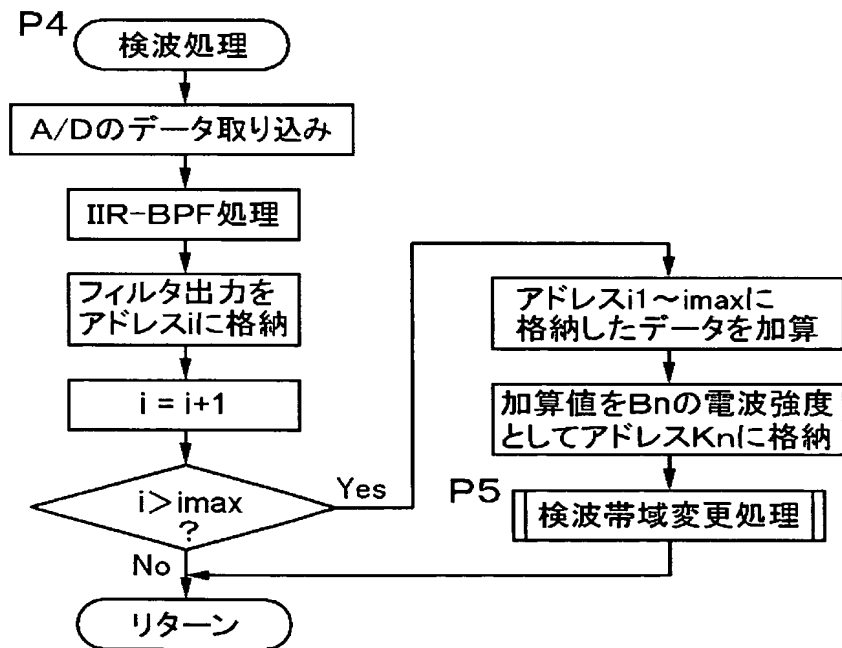 P4
検波処理
A/Dのデータ取り込み
IIR-BPF処理
フィルタ出力を
アドレスiに格納
i = i+1
i>imax
?
Yes
No
リターン
アドレスi1～imaxに
格納したデータを加算
加算値をBnの電波強度
としてアドレスKnに格納
P5
検波帯域変更処理